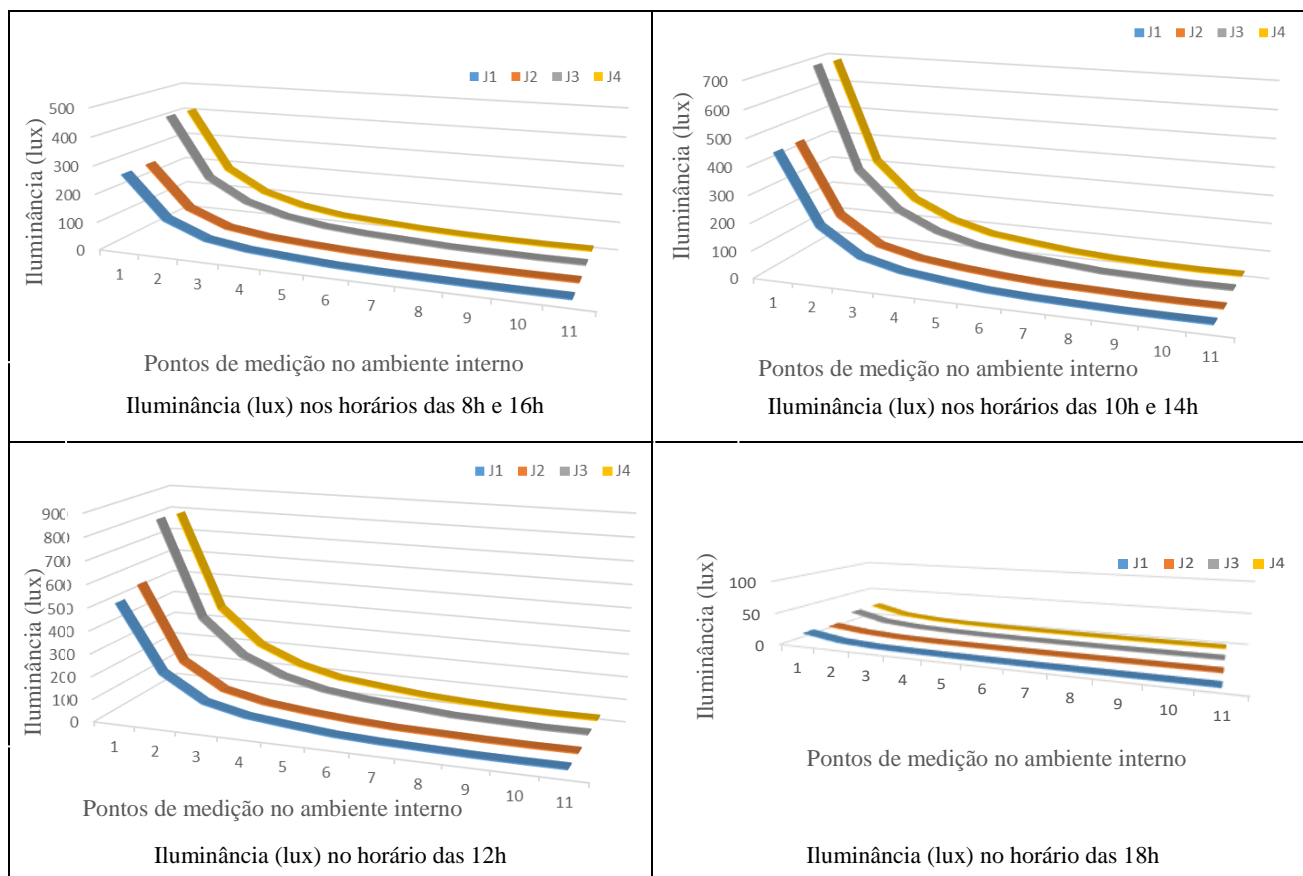 J1 J2 J3 J4
Iluminância (lux)
500
400
300
200
100
0
1 2 3 4 5 6 7 8 9 10 11
Pontos de medição no ambiente interno
Iluminância (lux) nos horários das 8h e 16h
J1 J2 J3 J4
Iluminância (lux)
700
600
500
400
300
200
100
0
1 2 3 4 5 6 7 8 9 10 11
Pontos de medição no ambiente interno
Iluminância (lux) nos horários das 10h e 14h
J1 J2 J3 J4
Iluminância (lux)
900
800
700
600
500
400
300
200
100
0
1 2 3 4 5 6 7 8 9 10 11
Pontos de medição no ambiente interno
Iluminância (lux) no horário das 12h
J1 J2 J3 J4
Iluminância (lux)
100
50
0
1 2 3 4 5 6 7 8 9 10 11
Pontos de medição no ambiente interno
Iluminância (lux) no horário das 18h